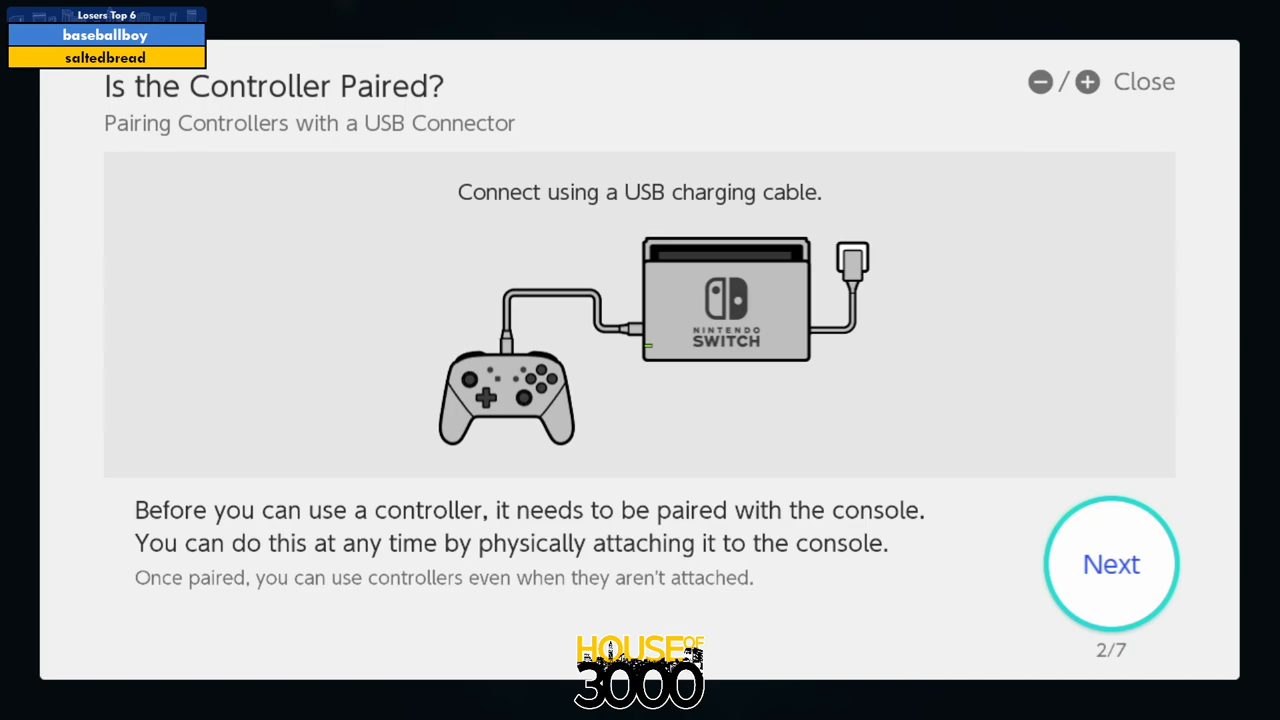 Losers Top 6
baseballboy
saltedbread
Is the Controller Paired?
Pairing Controllers with a USB Connector
−/+ Close
Connect using a USB charging cable.
NINTENDO
SWITCH
Before you can use a controller, it needs to be paired with the console.
You can do this at any time by physically attaching it to the console.
Once paired, you can use controllers even when they aren't attached.
Next
2/7
HOUSE OF
3000